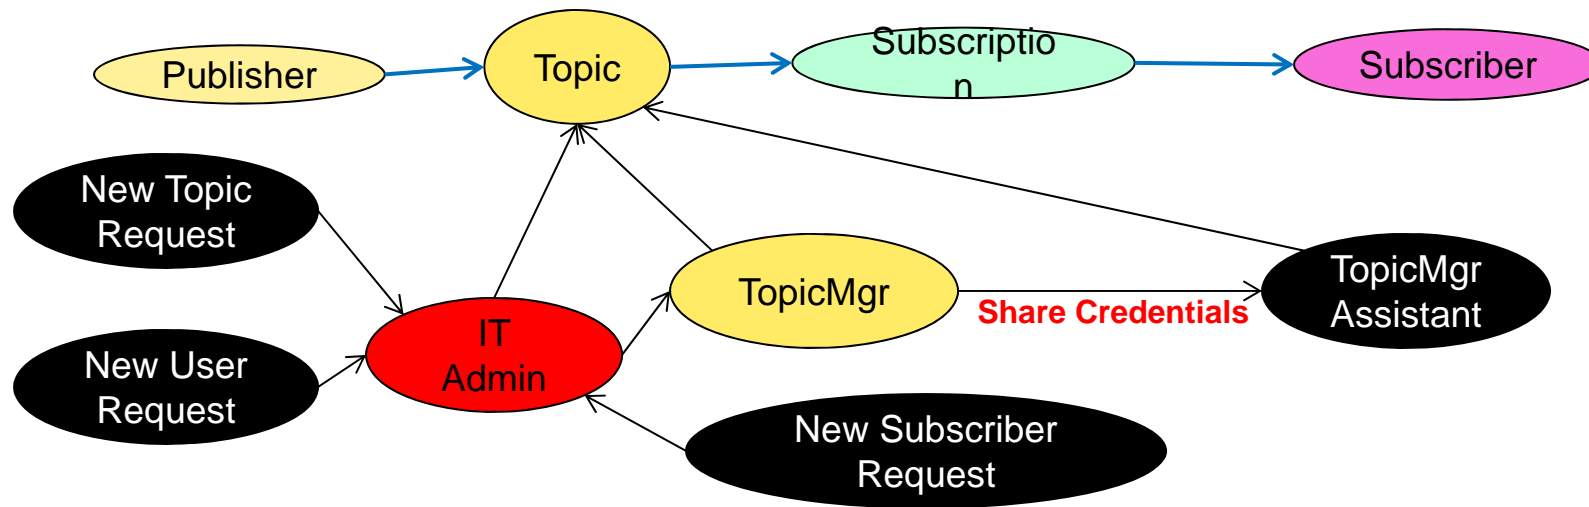 Publisher
Topic
Subscriptio
n
Subscriber
New Topic
Request
TopicMgr
TopicMgr
Assistant
Share Credentials
IT
Admin
New User
Request
New Subscriber
Request